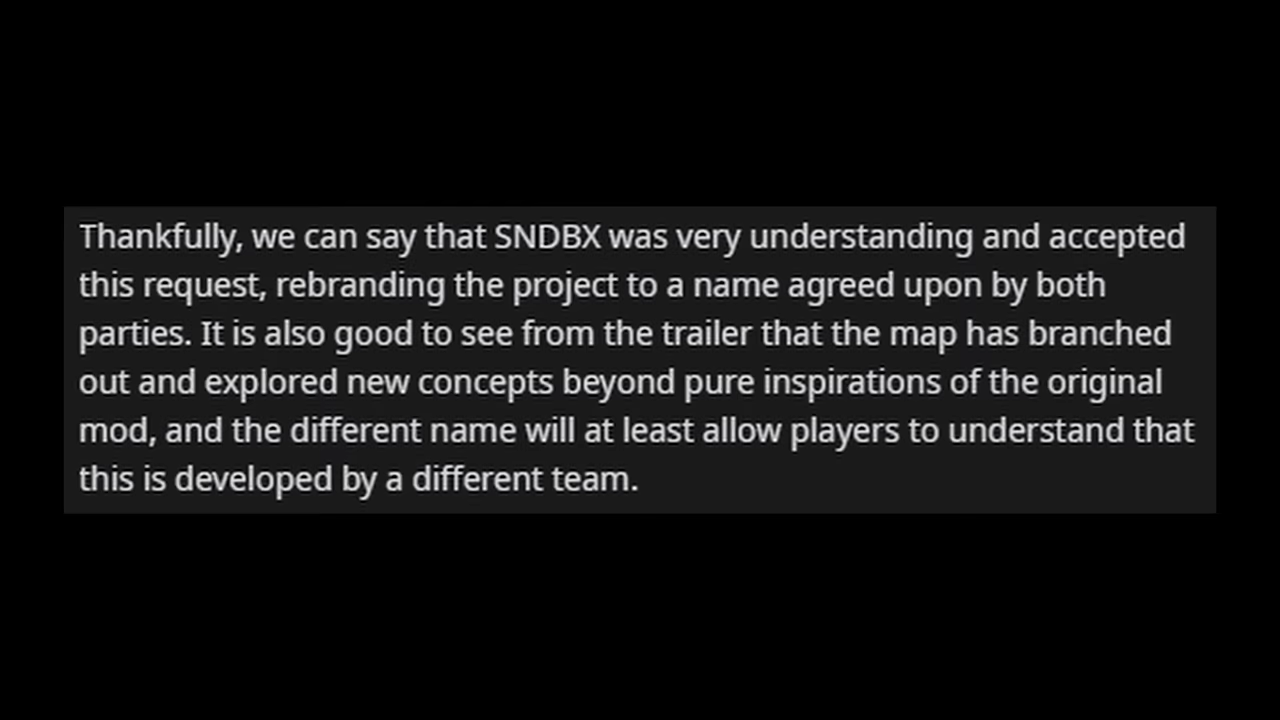 Thankfully, we can say that SNDBX was very understanding and accepted
this request, rebranding the project to a name agreed upon by both
parties. It is also good to see from the trailer that the map has branched
out and explored new concepts beyond pure inspirations of the original
mod, and the different name will at least allow players to understand that
this is developed by a different team.